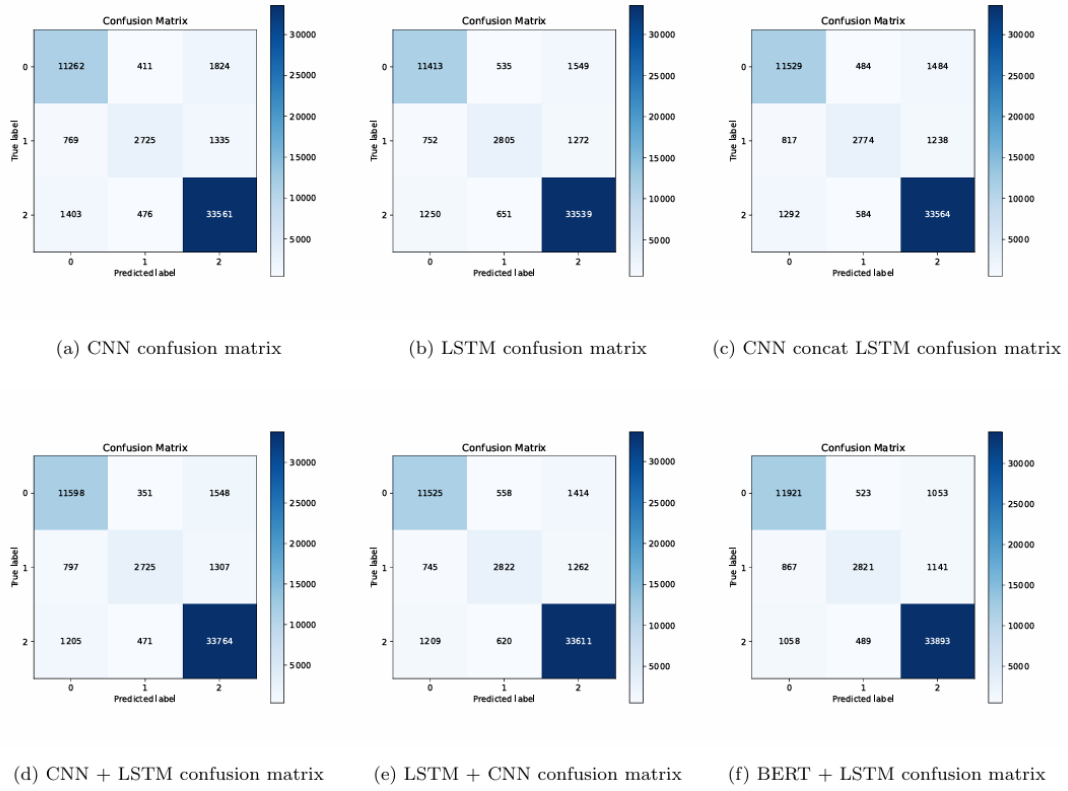 Confusion Matrix Confusion Matrix Confusion Matrix
30000 30000 30000
0 11262 411 1824 0 11413 535 1549 0 11529 484 1484
25000 25000 25000
20000 20000 20000
True label 1 769 2725 1335 True label 1 752 2805 1272 True label 1 817 2774 1238
15000 15000 15000
10000 10000 10000
2 1403 476 33561 2 1250 651 33539 2 1292 584 33564
5000 5000 5000
0 1 2 0 1 2 0 1 2
Predicted label Predicted label Predicted label
(a) CNN confusion matrix (b) LSTM confusion matrix (c) CNN concat LSTM confusion matrix
Confusion Matrix Confusion Matrix Confusion Matrix
30000 30000 30000
0 11598 351 1548 0 11525 558 1414 0 11921 523 1053
25000 25000 25000
20000 20000 20000
True label 1 797 2725 1307 True label 1 745 2822 1262 True label 1 867 2821 1141
15000 15000 15000
10000 10000 10000
2 1205 471 33764 2 1209 620 33611 2 1058 489 33893
5000 5000 5000
0 1 2 0 1 2 0 1 2
Predicted label Predicted label Predicted label
(d) CNN + LSTM confusion matrix (e) LSTM + CNN confusion matrix (f) BERT + LSTM confusion matrix